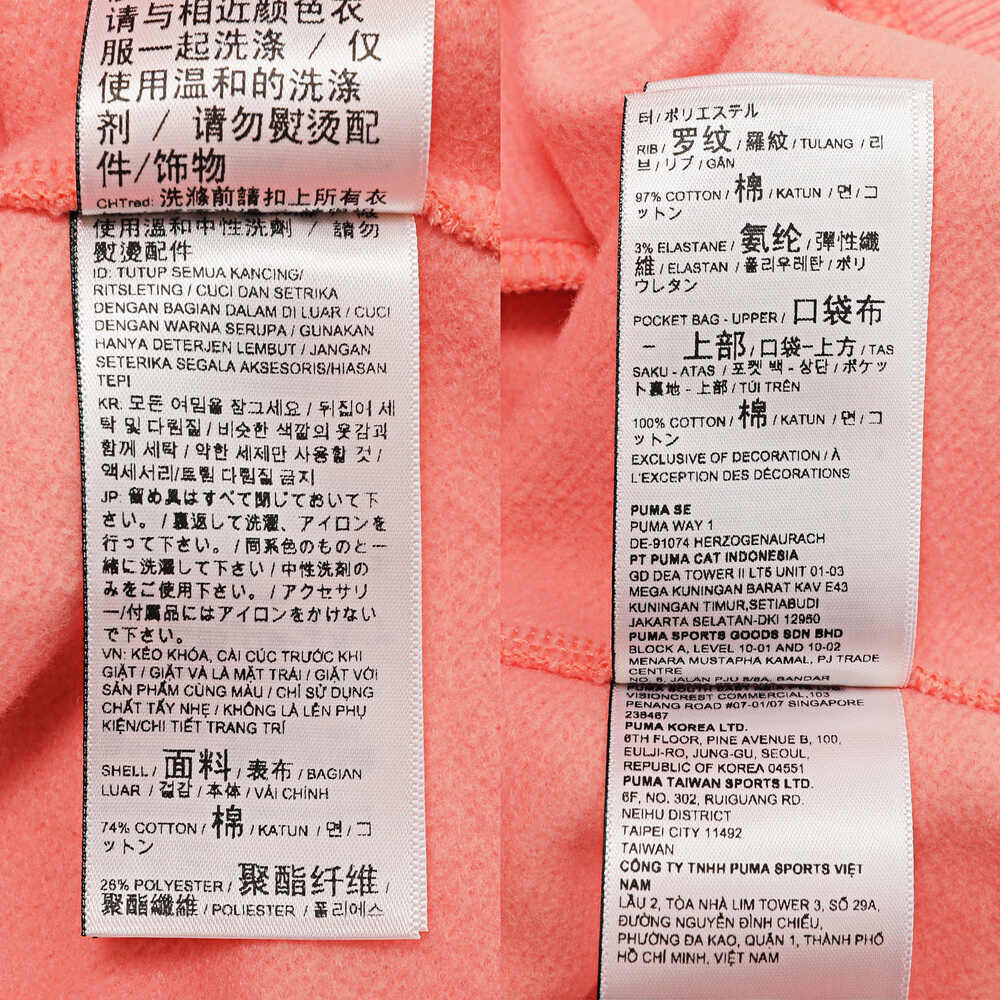 请与相近颜色衣
服一起洗涤 / 仅
使用温和的洗涤
剂 / 请勿熨烫配
件/饰物
CHTrad: 洗滌前請扣上所有衣
使用溫和中性洗劑 / 請勿
熨燙配件
ID: TUTUP SEMUA KANCING/
RITSLETING / CUCI DAN SETRIKA
DENGAN BAGIAN DALAM DI LUAR / CUCI
DENGAN WARNA SERUPA / GUNAKAN
HANYA DETERJEN LEMBUT / JANGAN
SETERIKA SEGALA AKSESORIS/HIASAN
TEPI
KR: 모든 여밈을 잠그세요 / 뒤집어 세
탁 및 다림질 / 비슷한 색깔의 옷감과
함께 세탁 / 약한 세제만 사용할 것 /
액세서리/트림 다림질 금지
JP: 留め具はすべて閉じておいて下
さい。 / 裏返して洗濯、アイロンを
行って下さい。 / 同系色のものと一
緒に洗濯して下さい / 中性洗剤の
みをご使用下さい。 / アクセサリ
ー/付属品にはアイロンをかけない
で下さい。
VN: KÉO KHÓA, CÀI CÚC TRƯỚC KHI
GIẶT / GIẶT VÀ LÀ MẶT TRÁI / GIẶT VỚI
SẢN PHẨM CÙNG MÀU / CHỈ SỬ DỤNG
CHẤT TẨY NHẸ / KHÔNG LÀ LÊN PHỤ
KIỆN/CHI TIẾT TRANG TRÍ
SHELL / 面料 / 表布 / BAGIAN
LUAR / 겉감 / 本体 / VẢI CHÍNH
74% COTTON / 棉 / KATUN / 면 / コ
ットン
26% POLYESTER / 聚酯纤维 /
聚酯纖維 / POLIESTER / 폴리에스
터 / ポリエステル
RIB / 罗纹 / 羅紋 / TULANG / 리
브 / リブ / GÂN
97% COTTON / 棉 / KATUN / 면 / コ
ットン
3% ELASTANE / 氨纶 / 彈性纖
維 / ELASTAN / 폴리우레탄 / ポリ
ウレタン
POCKET BAG - UPPER / 口袋布
- 上部 / 口袋-上方 / TAS
SAKU - ATAS / 포켓 백 - 상단 / ポケッ
ト裏地 - 上部 / TÚI TRÊN
100% COTTON / 棉 / KATUN / 면 / コ
ットン
EXCLUSIVE OF DECORATION / À
L'EXCEPTION DES DÉCORATIONS
PUMA SE
PUMA WAY 1
DE-91074 HERZOGENAURACH
PT PUMA CAT INDONESIA
GD DEA TOWER II LT5 UNIT 01-03
MEGA KUNINGAN BARAT KAV E43
KUNINGAN TIMUR,SETIABUDI
JAKARTA SELATAN-DKI 12950
PUMA SPORTS GOODS SDN BHD
BLOCK A, LEVEL 10-01 AND 10-02
MENARA MUSTAPHA KAMAL, PJ TRADE
CENTRE
NO. 8, JALAN PJU 8/8A, BANDAR
VISIONCREST COMMERCIAL,103
PENANG ROAD #07-01/07 SINGAPORE
238467
PUMA KOREA LTD.
6TH FLOOR, PINE AVENUE B, 100,
EULJI-RO, JUNG-GU, SEOUL,
REPUBLIC OF KOREA 04551
PUMA TAIWAN SPORTS LTD.
6F, NO. 302, RUIGUANG RD.
NEIHU DISTRICT
TAIPEI CITY 11492
TAIWAN
CÔNG TY TNHH PUMA SPORTS VIỆT
NAM
LẦU 2, TÒA NHÀ LIM TOWER 3, SỐ 29A,
ĐƯỜNG NGUYỄN ĐÌNH CHIỂU,
PHƯỜNG ĐA KAO, QUẬN 1, THÀNH PHỐ
HỒ CHÍ MINH, VIỆT NAM